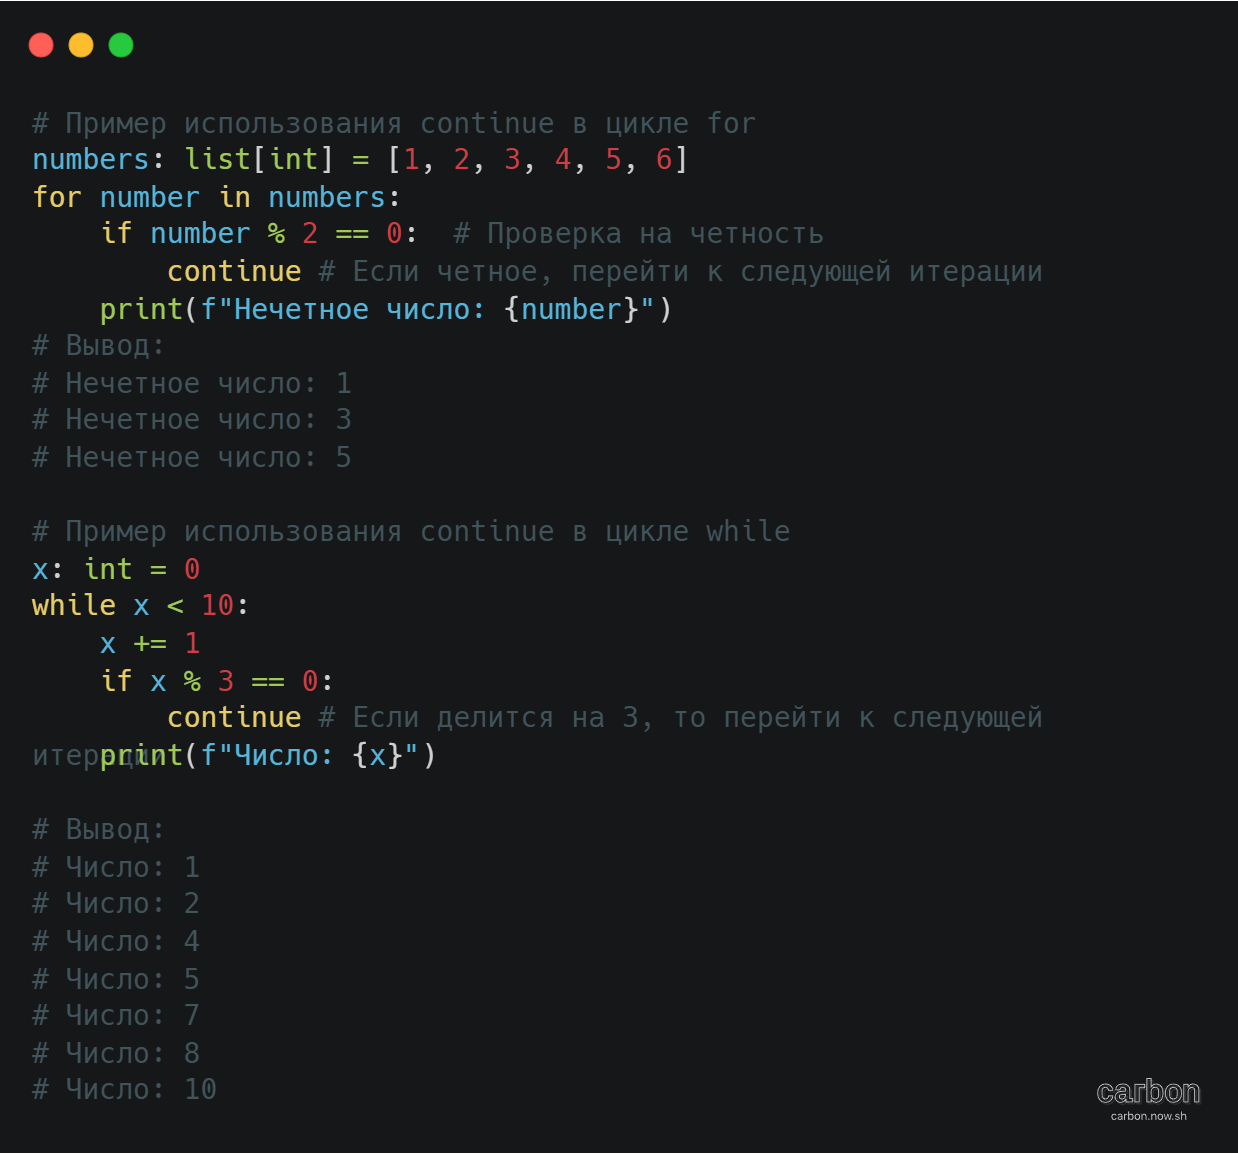 # Пример использования continue в цикле for
numbers: list[int] = [1, 2, 3, 4, 5, 6]
for number in numbers:
    if number % 2 == 0:  # Проверка на четность
        continue # Если четное, перейти к следующей итерации
    print(f"Нечетное число: {number}")
# Вывод:
# Нечетное число: 1
# Нечетное число: 3
# Нечетное число: 5

# Пример использования continue в цикле while
x: int = 0
while x < 10:
    x += 1
    if x % 3 == 0:
        continue # Если делится на 3, то перейти к следующей
итерации
    print(f"Число: {x}")

# Вывод:
# Число: 1
# Число: 2
# Число: 4
# Число: 5
# Число: 7
# Число: 8
# Число: 10
carbon
carbon.now.sh